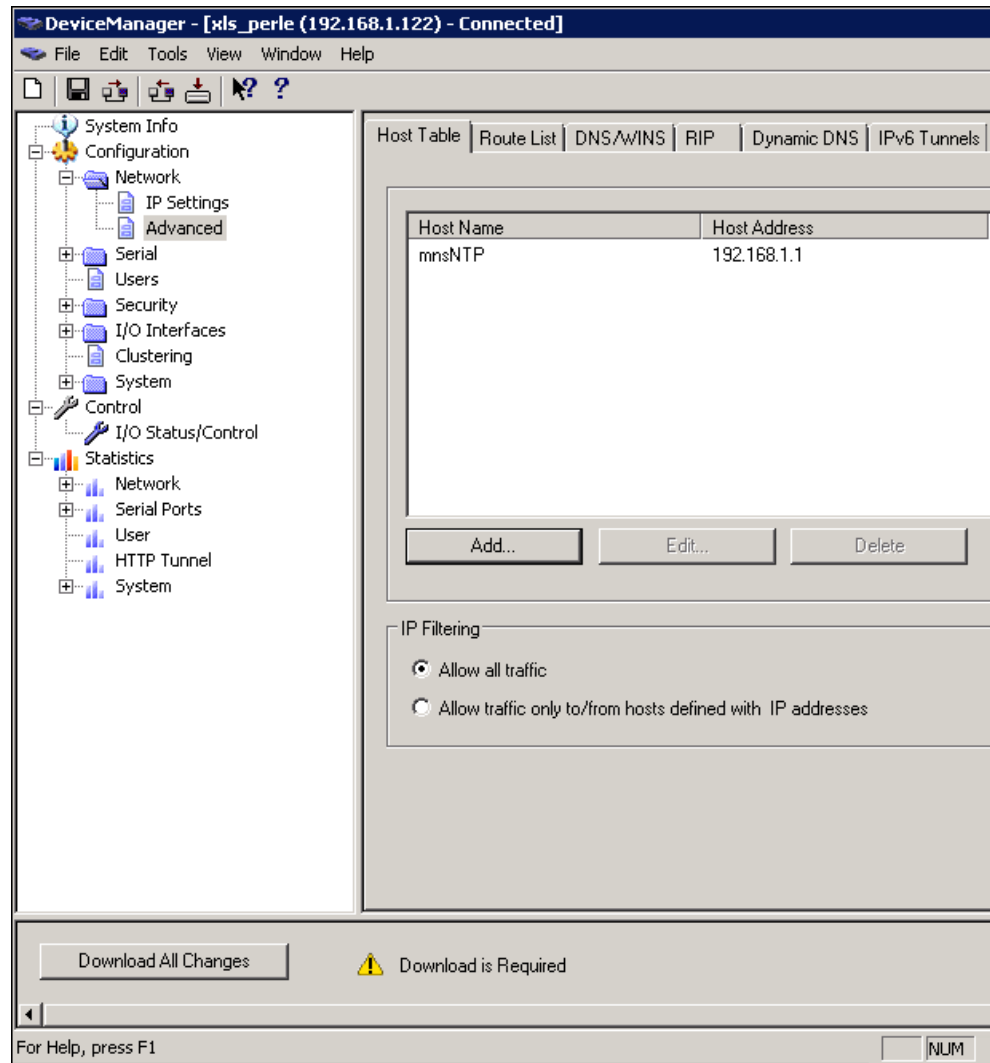 DeviceManager - [xls_perle (192.168.1.122) - Connected]
File Edit Tools View Window Help
System Info
Configuration
Network
IP Settings
Advanced
Serial
Users
Security
I/O Interfaces
Clustering
System
Control
I/O Status/Control
Statistics
Network
Serial Ports
User
HTTP Tunnel
System
Host Table Route List DNS/WINS RIP Dynamic DNS IPv6 Tunnels
Host Name Host Address
mnsNTP 192.168.1.1
Add... Edit... Delete
IP Filtering
Allow all traffic
Allow traffic only to/from hosts defined with IP addresses
Download All Changes Download is Required
For Help, press F1 NUM